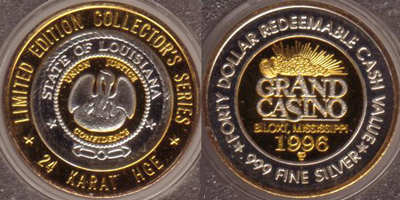 LIMITED EDITION COLLECTOR'S SERIES
★ 24 KARAT HGE ★
STATE OF LOUISIANA
UNION JUSTICE
CONFIDENCE
FORTY DOLLAR REDEEMABLE CASH VALUE
GRAND
CASINO
BILOXI, MISSISSIPPI
1996
.999 FINE SILVER